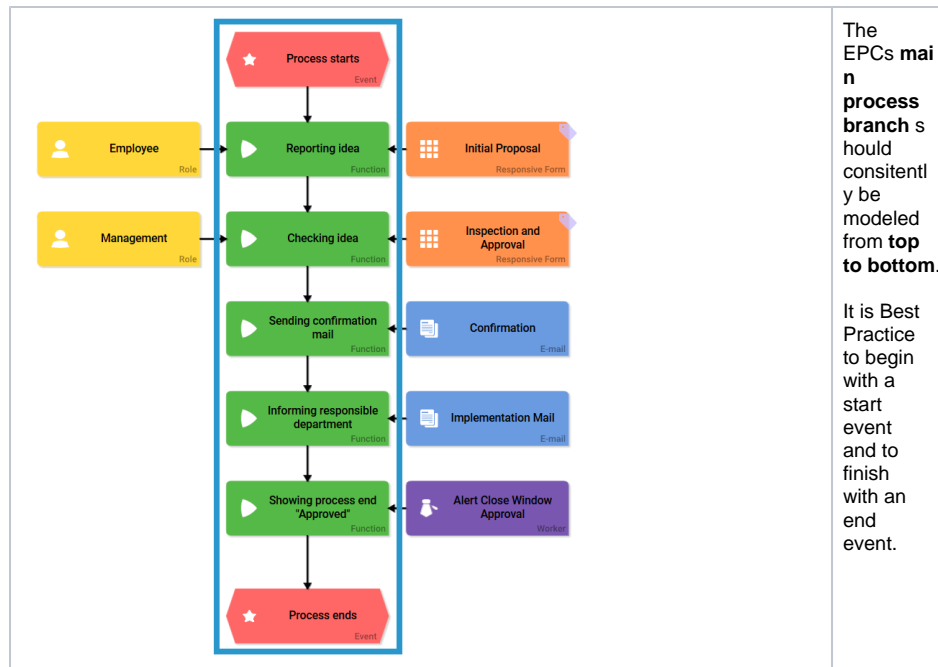 Process starts
Event
Employee
Role
Reporting idea
Function
Initial Proposal
Responsive Form
Management
Role
Checking idea
Function
Inspection and
Approval
Responsive Form
Sending confirmation
mail
Function
Confirmation
E-mail
Informing responsible
department
Function
Implementation Mail
E-mail
Showing process end
"Approved"
Function
Alert Close Window
Approval
Worker
Process ends
Event
The
EPCs mai
n
process
branch s
hould
consitentl
y be
modeled
from top
to bottom.
It is Best
Practice
to begin
with a
start
event
and to
finish
with an
end
event.